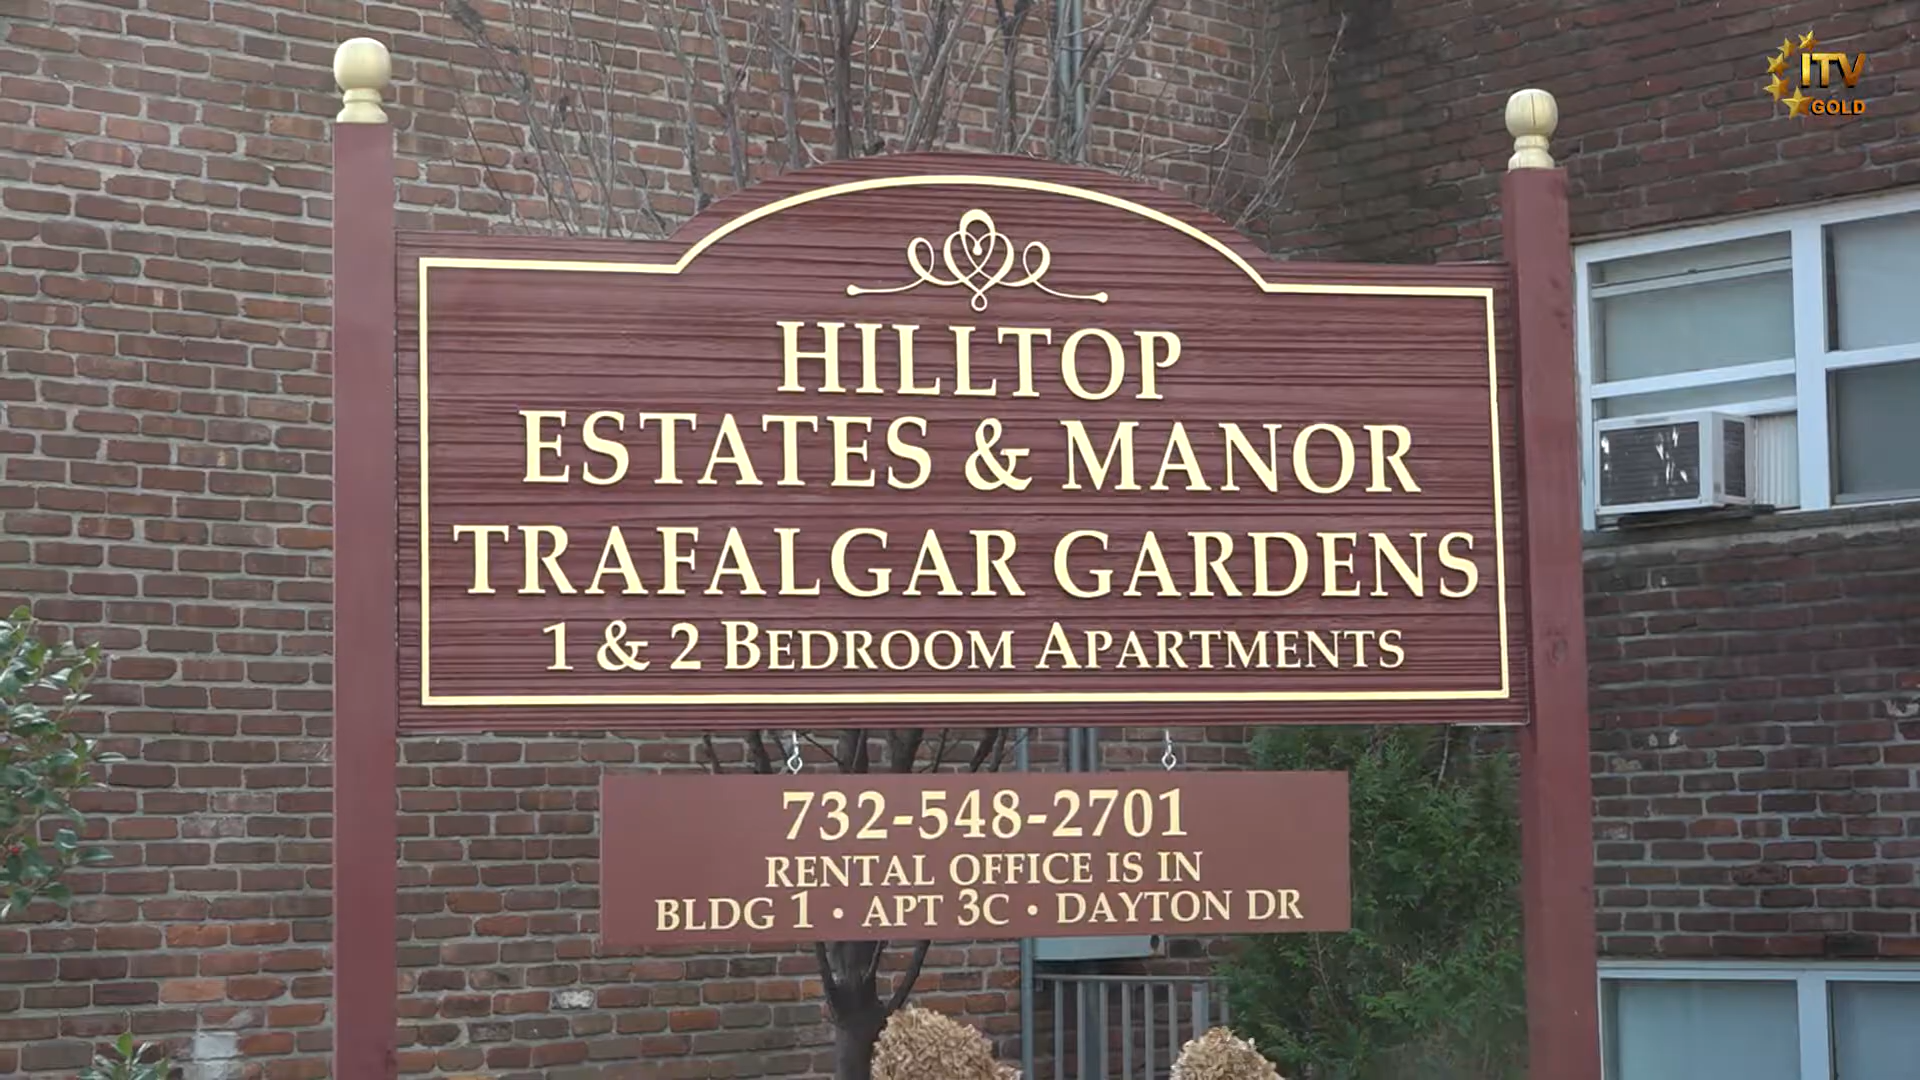 ITV
GOLD
HILLTOP
ESTATES & MANOR
TRAFALGAR GARDENS
1 & 2 BEDROOM APARTMENTS
732-548-2701
RENTAL OFFICE IS IN
BLDG 1 • APT 3C • DAYTON DR